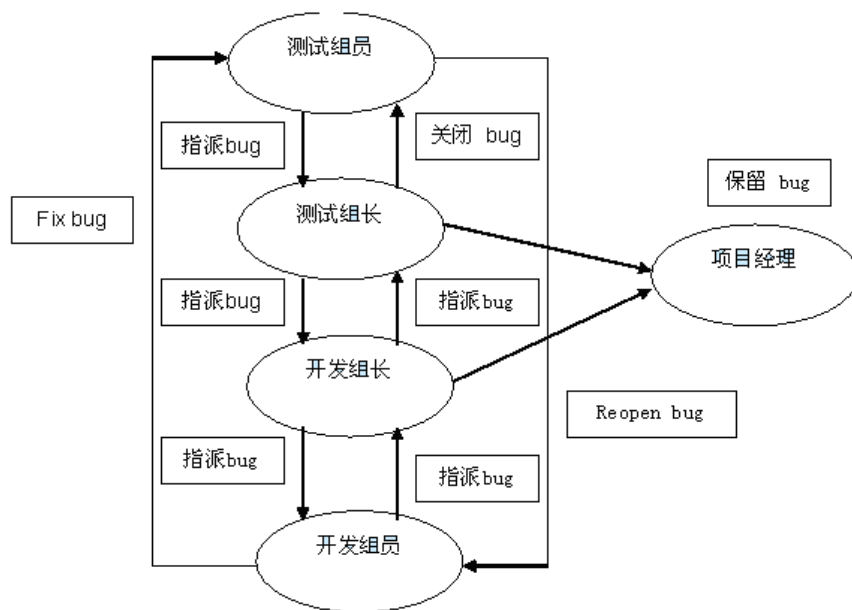 测试组员
指派bug
关闭 bug
保留 bug
Fix bug
测试组长
项目经理
指派bug
指派bug
开发组长
Reopen bug
指派bug
指派bug
开发组员